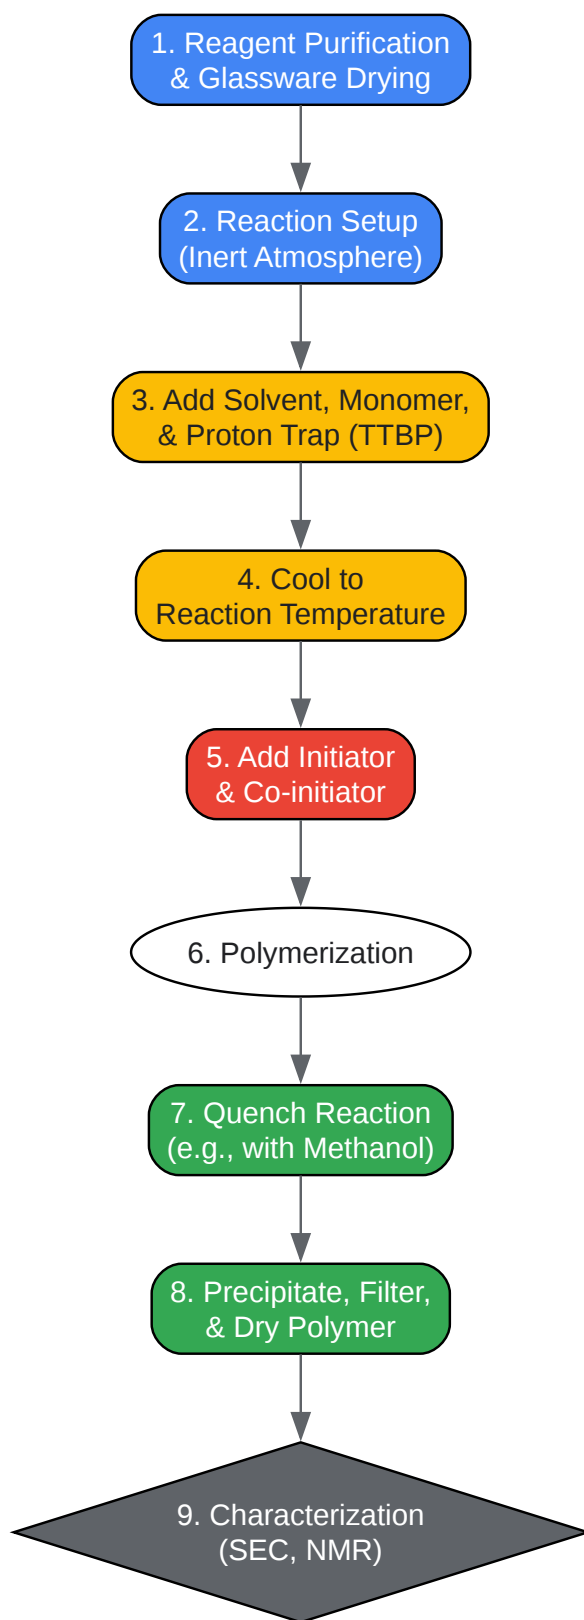 1. Reagent Purification
& Glassware Drying
2. Reaction Setup
(Inert Atmosphere)
3. Add Solvent, Monomer,
& Proton Trap (TTBP)
4. Cool to
Reaction Temperature
5. Add Initiator
& Co-initiator
6. Polymerization
7. Quench Reaction
(e.g., with Methanol)
8. Precipitate, Filter,
& Dry Polymer
9. Characterization
(SEC, NMR)